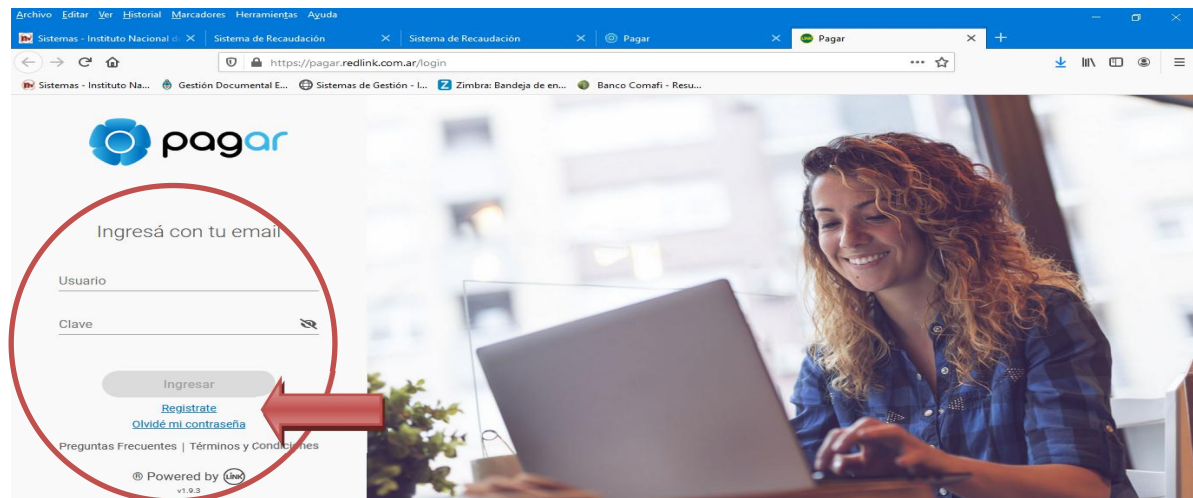 Archivo Editar Ver Historial Marcadores Herramientas Ayuda
Sistemas - Instituto Nacional d Sistema de Recaudación Sistema de Recaudación Pagar Pagar
https://pagar.redlink.com.ar/login
Sistemas - Instituto Na... Gestión Documental E... Sistemas de Gestión - I... Zimbra: Bandeja de en... Banco Comafi - Resu...
pagar
Ingresá con tu email
Usuario
Clave
Ingresar
Registrate
Olvidé mi contraseña
Preguntas Frecuentes | Términos y Condiciones
® Powered by LINK
v1.9.3